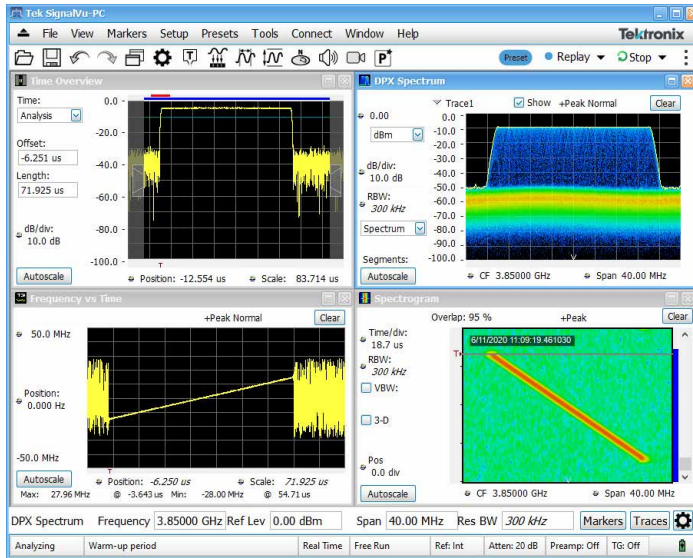 Tek SignalVu-PC
File View Markers Setup Presets Tools Connect Window Help
Tektronix
Preset Replay Stop
Time Overview
Time:
Analysis
Offset:
-6.251 us
Length:
71.925 us
dB/div:
10.0 dB
Autoscale
0.0
-20.0
-40.0
-60.0
-80.0
-100.0
T
Position: -12.554 us Scale: 83.714 us
DPX Spectrum
Trace1 Show +Peak Normal Clear
0.00
dBm
dB/div:
10.0 dB
RBW:
300 kHz
Spectrum
Segments:
Autoscale
0.0
-10.0
-20.0
-30.0
-40.0
-50.0
-60.0
-70.0
-80.0
-90.0
-100.0
CF 3.85000 GHz Span 40.00 MHz
Frequency vs Time
+Peak Normal Clear
50.0 MHz
Position:
0.000 Hz
-50.0 MHz
T
Autoscale Position: -6.250 us Scale: 71.925 us
Max: 27.96 MHz @ -3.643 us Min: -28.00 MHz @ 54.71 us
Spectrogram
Overlap: 95 % +Peak Clear
Time/div:
18.7 us
RBW:
300 kHz
VBW:
3-D
Pos
0.0 div
Autoscale
6/11/2020 11:09:19.461030
T
CF 3.85000 GHz Span 40.00 MHz
DPX Spectrum Frequency 3.85000 GHz Ref Lev 0.00 dBm Span 40.00 MHz Res BW 300 kHz Markers Traces
Analyzing Warm-up period Real Time Free Run Ref: Int Atten: 20 dB Preamp: Off TG: Off